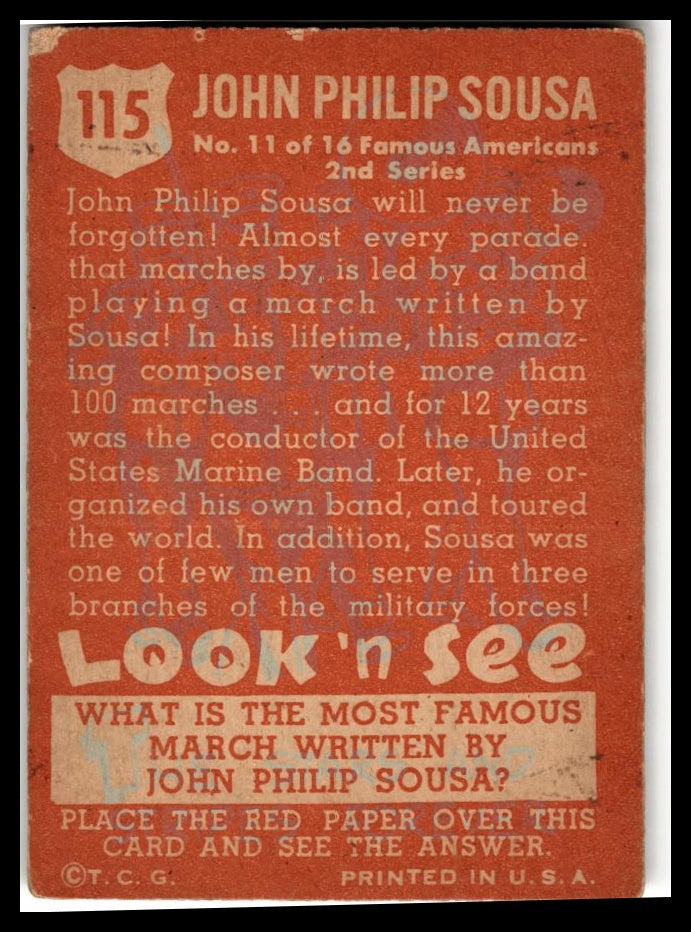 115
JOHN PHILIP SOUSA
No. 11 of 16 Famous Americans
2nd Series
John Philip Sousa will never be
forgotten! Almost every parade.
that marches by, is led by a band
playing a march written by
Sousa! In his lifetime, this amaz-
ing composer wrote more than
100 marches . . . and for 12 years
was the conductor of the United
States Marine Band. Later, he or-
ganized his own band, and toured
the world. In addition, Sousa was
one of few men to serve in three
branches of the military forces!
LOOK 'n SEE
WHAT IS THE MOST FAMOUS
MARCH WRITTEN BY
JOHN PHILIP SOUSA?
PLACE THE RED PAPER OVER THIS
CARD AND SEE THE ANSWER.
©T. C. G. PRINTED IN U. S. A.